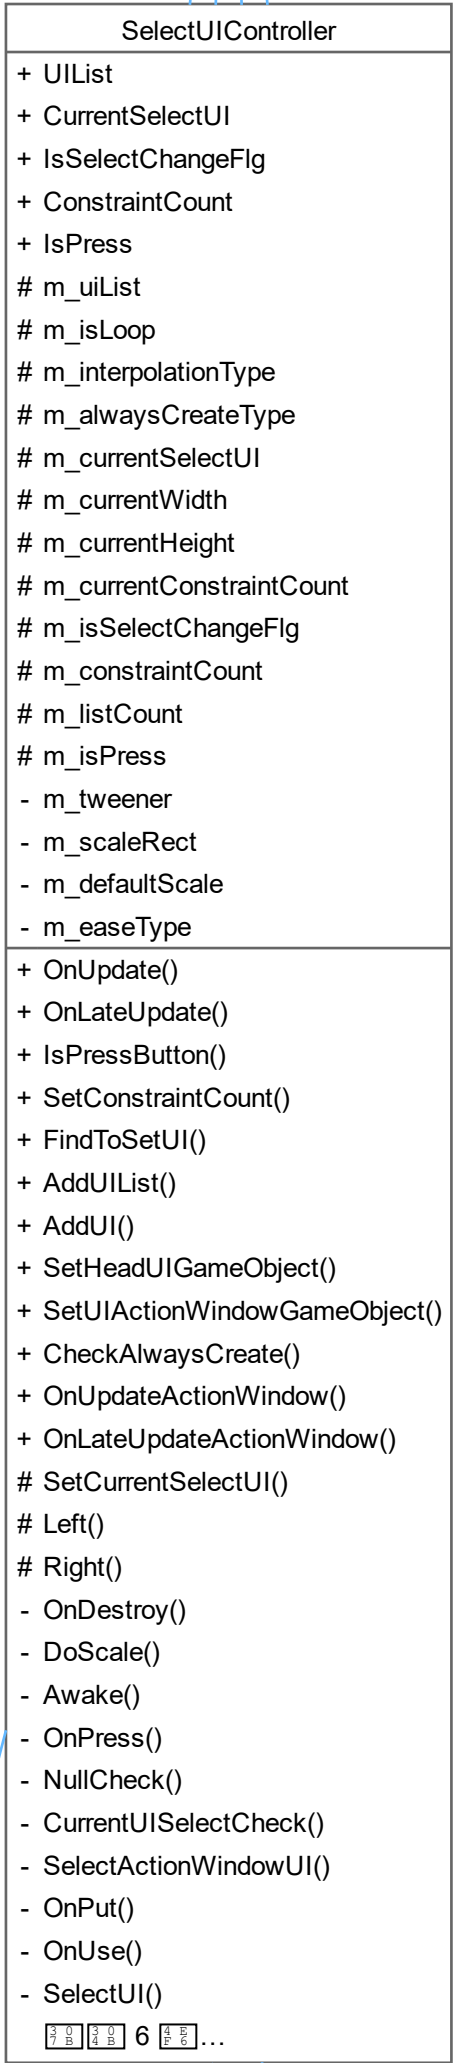 SelectUIController
+ UIList
+ CurrentSelectUI
+ IsSelectChangeFlg
+ ConstraintCount
+ IsPress
# m_uiList
# m_isLoop
# m_interpolationType
# m_alwaysCreateType
# m_currentSelectUI
# m_currentWidth
# m_currentHeight
# m_currentConstraintCount
# m_isSelectChangeFlg
# m_constraintCount
# m_listCount
# m_isPress
- m_tweener
- m_scaleRect
- m_defaultScale
- m_easeType
+ OnUpdate()
+ OnLateUpdate()
+ IsPressButton()
+ SetConstraintCount()
+ FindToSetUI()
+ AddUIList()
+ AddUI()
+ SetHeadUIGameObject()
+ SetUIActionWindowGameObject()
+ CheckAlwaysCreate()
+ OnUpdateActionWindow()
+ OnLateUpdateActionWindow()
# SetCurrentSelectUI()
# Left()
# Right()
- OnDestroy()
- DoScale()
- Awake()
- OnPress()
- NullCheck()
- CurrentUISelectCheck()
- SelectActionWindowUI()
- OnPut()
- OnUse()
- SelectUI()
6 ...